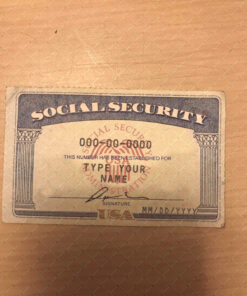 SOCIAL SECURITY
000-00-0000
THIS NUMBER HAS BEEN ESTABLISHED FOR
TYPE YOUR
NAME
SIGNATURE
USA
MM/DD/YYYY